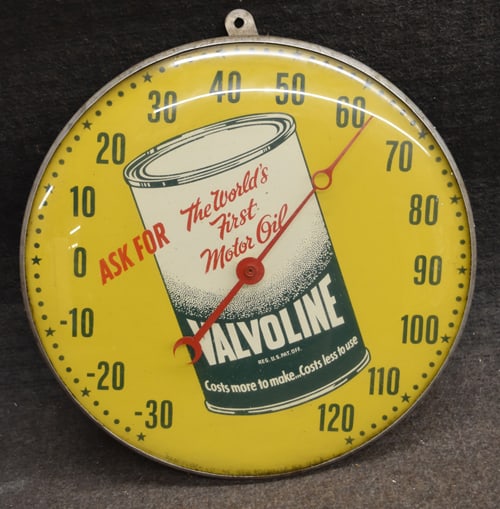 -30
-20
-10
0
10
20
30
40
50
60
70
80
90
100
110
120
ASK FOR
The World's
First
Motor Oil
VALVOLINE
REG. U.S. PAT. OFF.
Costs more to make...Costs less to use